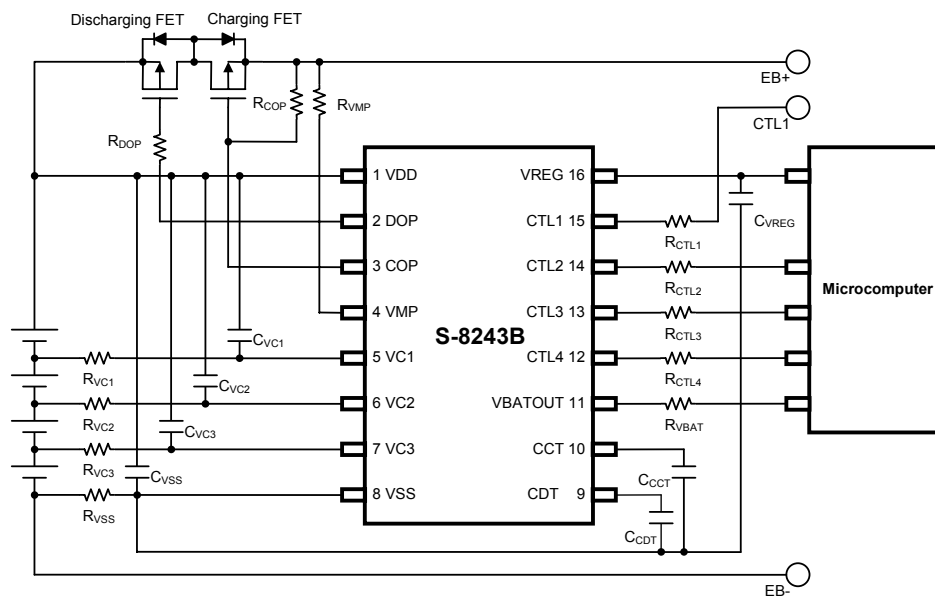 Discharging FET
Charging FET
EB+
RCOP
RVMP
CTL1
RDOP
1 VDD
VREG 16
2 DOP
CTL1 15
CVREG
RCTL1
3 COP
CTL2 14
Microcomputer
RCTL2
4 VMP
CTL3 13
S-8243B
CVC1
RCTL3
5 VC1
CTL4 12
RVC1
CVC2
RCTL4
6 VC2
VBATOUT 11
RVC2
CVC3
RVBAT
7 VC3
CCT 10
RVC3
CVSS
CCCT
8 VSS
CDT 9
RVSS
CCDT
EB-